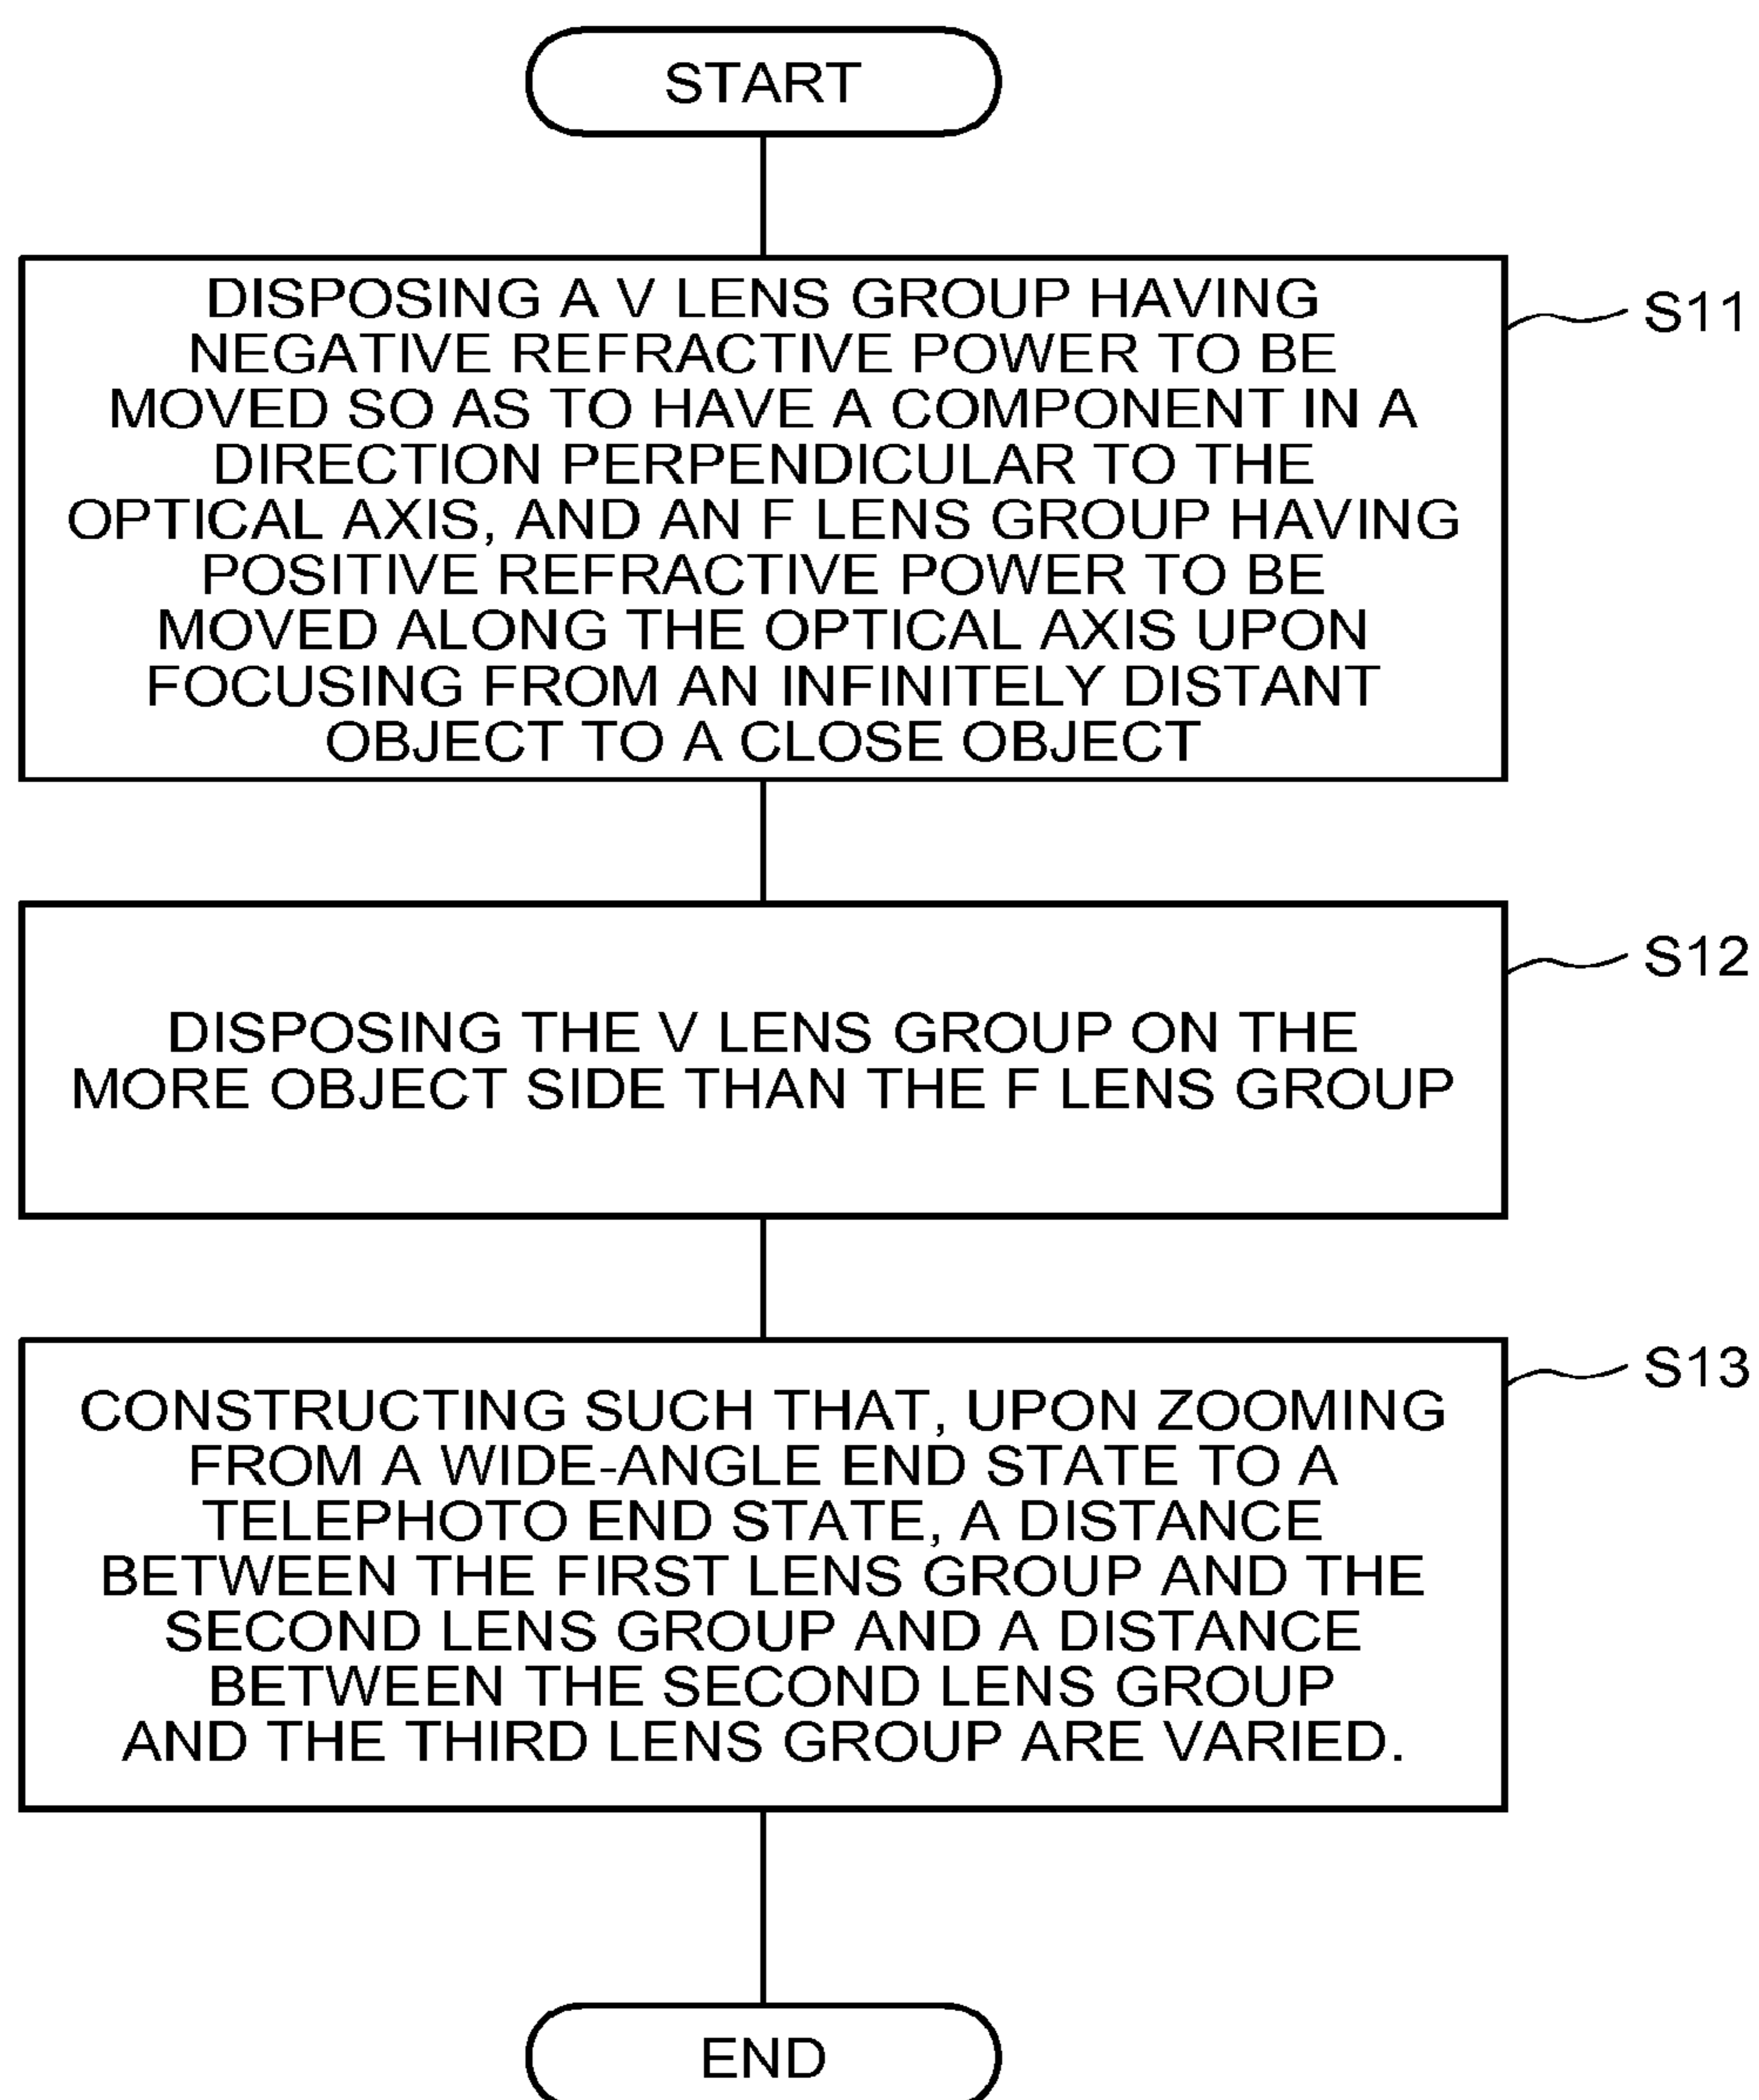 START
DISPOSING A V LENS GROUP HAVING
NEGATIVE REFRACTIVE POWER TO BE
MOVED SO AS TO HAVE A COMPONENT IN A
DIRECTION PERPENDICULAR TO THE
OPTICAL AXIS, AND AN F LENS GROUP HAVING
POSITIVE REFRACTIVE POWER TO BE
MOVED ALONG THE OPTICAL AXIS UPON
FOCUSING FROM AN INFINITELY DISTANT
OBJECT TO A CLOSE OBJECT
S11
DISPOSING THE V LENS GROUP ON THE
MORE OBJECT SIDE THAN THE F LENS GROUP
S12
CONSTRUCTING SUCH THAT, UPON ZOOMING
FROM A WIDE-ANGLE END STATE TO A
TELEPHOTO END STATE, A DISTANCE
BETWEEN THE FIRST LENS GROUP AND THE
SECOND LENS GROUP AND A DISTANCE
BETWEEN THE SECOND LENS GROUP
AND THE THIRD LENS GROUP ARE VARIED.
S13
END